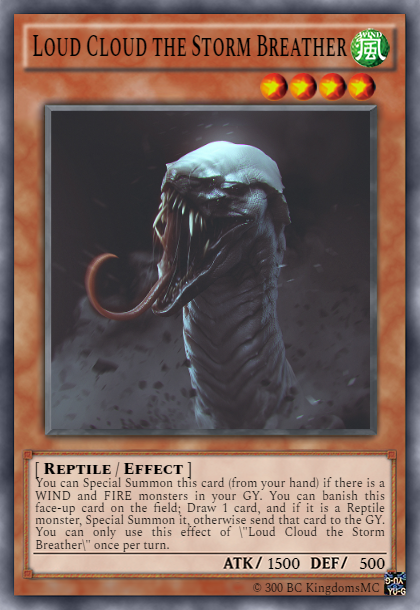 LOUD CLOUD THE STORM BREATHER
WIND
風
[ REPTILE / EFFECT ]
You can Special Summon this card (from your hand) if there is a
WIND and FIRE monsters in your GY. You can banish this
face-up card on the field; Draw 1 card, and if it is a Reptile
monster, Special Summon it, otherwise send that card to the GY.
You can only use this effect of \"Loud Cloud the Storm
Breather\" once per turn.
ATK/ 1500 DEF/ 500
© 300 BC KingdomsMC